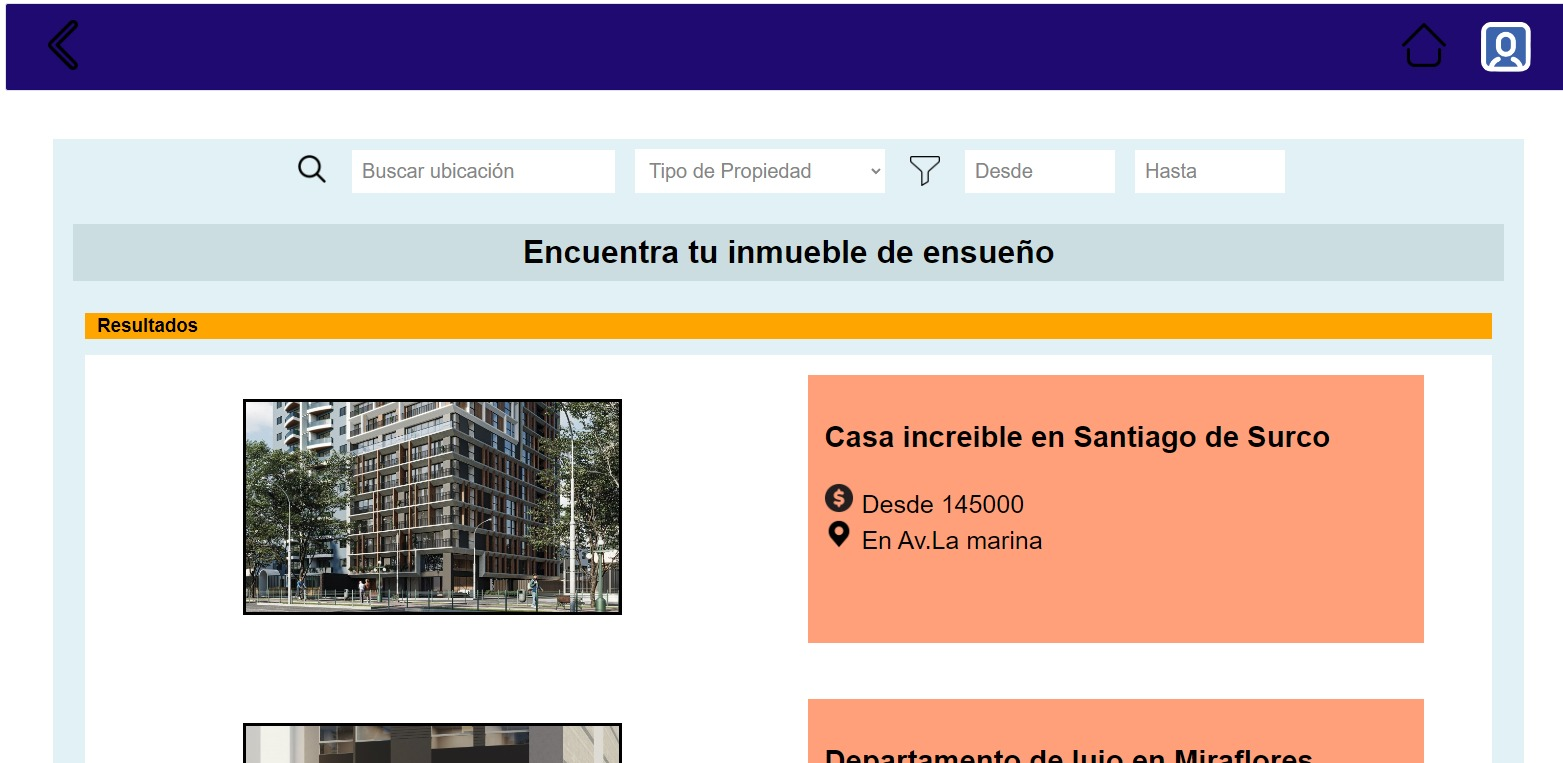 Buscar ubicación
Tipo de Propiedad
Desde
Hasta
Encuentra tu inmueble de ensueño
Resultados
Casa increible en Santiago de Surco
$ Desde 145000
En Av.La marina
Departamento de lujo en Miraflores